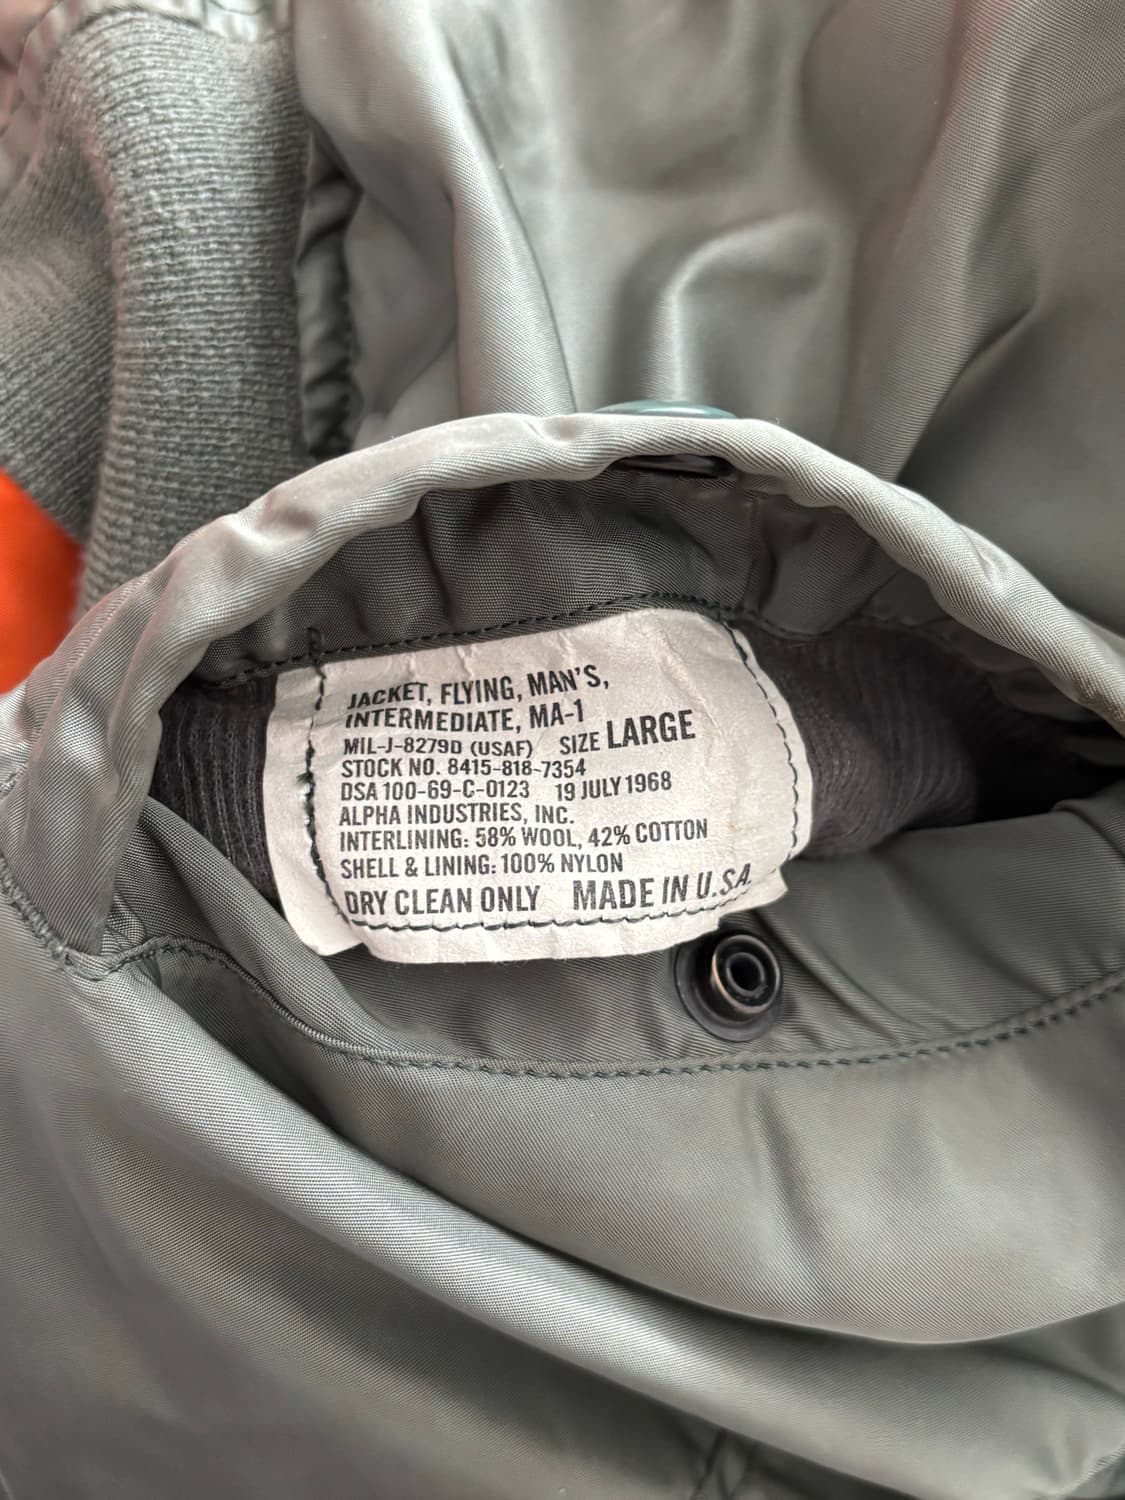 JACKET, FLYING, MAN'S,
INTERMEDIATE, MA-1
MIL-J-8279D (USAF) SIZE LARGE
STOCK NO. 8415-818-7354
DSA 100-69-C-0123 19 JULY 1968
ALPHA INDUSTRIES, INC.
INTERLINING: 58% WOOL, 42% COTTON
SHELL & LINING: 100% NYLON
DRY CLEAN ONLY MADE IN U.S.A.